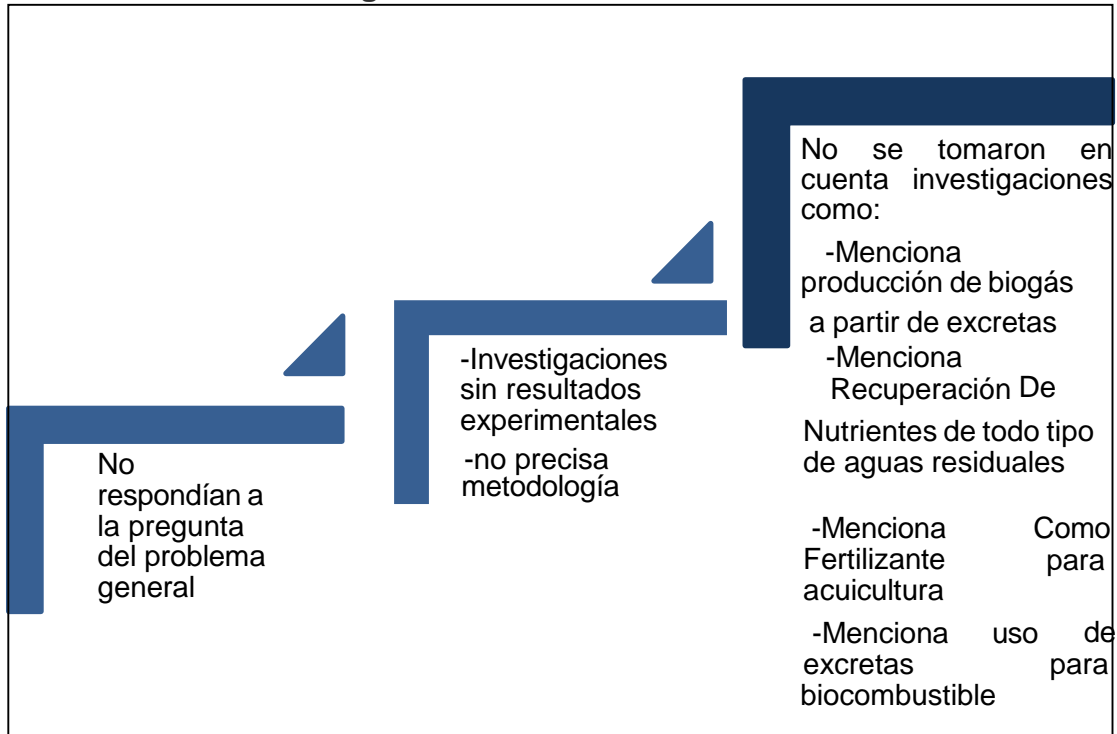 No
respondían a
la pregunta
del problema
general
-Investigaciones
sin resultados
experimentales
-no precisa
metodología
No se tomaron en
cuenta investigaciones
como:
-Menciona
producción de biogás
a partir de excretas
-Menciona
Recuperación De
Nutrientes de todo tipo
de aguas residuales
-Menciona Como
Fertilizante para
acuicultura
-Menciona uso de
excretas para
biocombustible